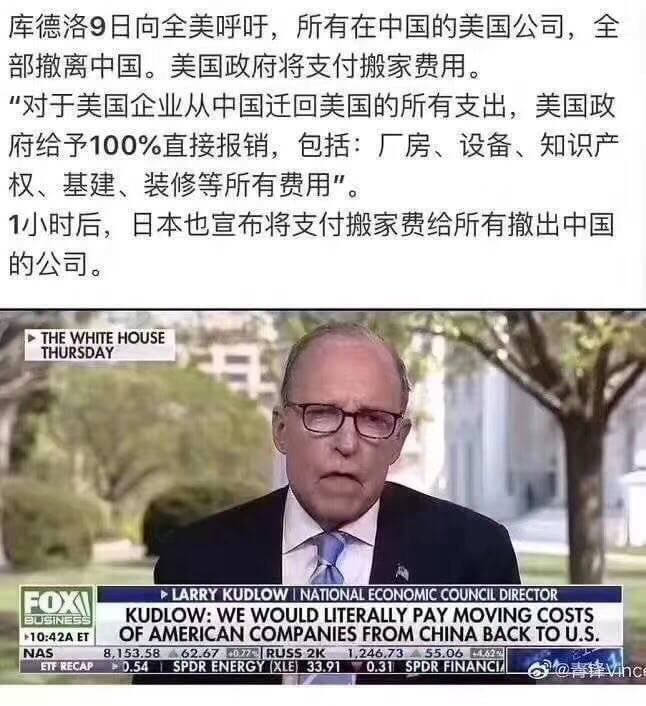 库德洛9日向全美呼吁，所有在中国的美国公司，全
部撤离中国。美国政府将支付搬家费用。
“对于美国企业从中国迁回美国的所有支出，美国政
府给予100%直接报销，包括：厂房、设备、知识产
权、基建、装修等所有费用”。
1小时后，日本也宣布将支付搬家费给所有撤出中国
的公司。
▸ THE WHITE HOUSE
THURSDAY
▸ LARRY KUDLOW | NATIONAL ECONOMIC COUNCIL DIRECTOR
FOX
BUSINESS
KUDLOW: WE WOULD LITERALLY PAY MOVING COSTS
OF AMERICAN COMPANIES FROM CHINA BACK TO U.S.
▸10:42A ET
NAS 8,153.58 ▲ 62.67 +0.77% RUSS 2K 1,246.73 ▲ 55.06 +4.62%
ETF RECAP ▸ 0.54 SPDR ENERGY (XLE) 33.91 ▼ 0.31 SPDR FINANCI
@青锋Vince